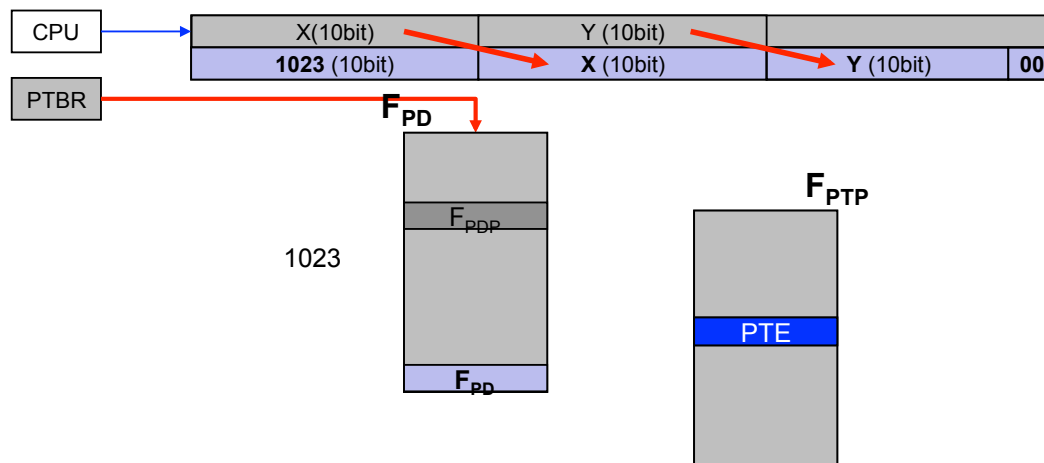 CPU
X(10bit)
Y (10bit)
1023 (10bit)
X (10bit)
Y (10bit)
00
PTBR
FPD
FPTP
FPDP
1023
PTE
FPD